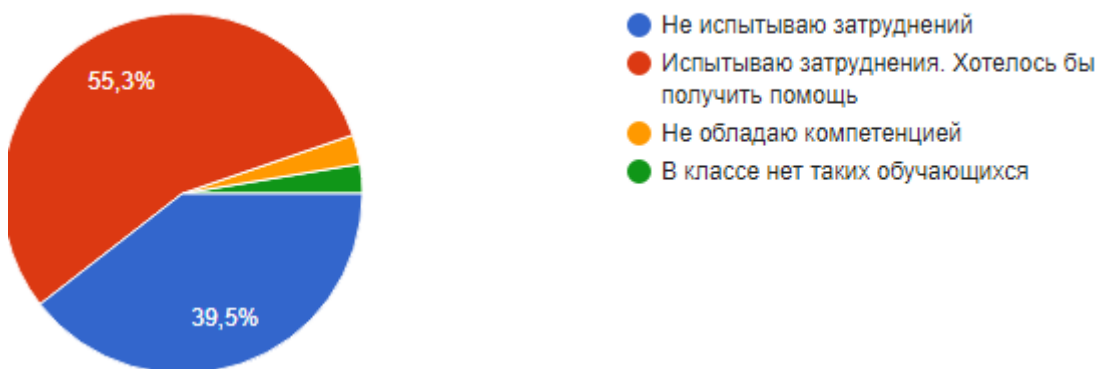 55,3%
39,5%
Не испытываю затруднений
Испытываю затруднения. Хотелось бы
получить помощь
Не обладаю компетенцией
В классе нет таких обучающихся